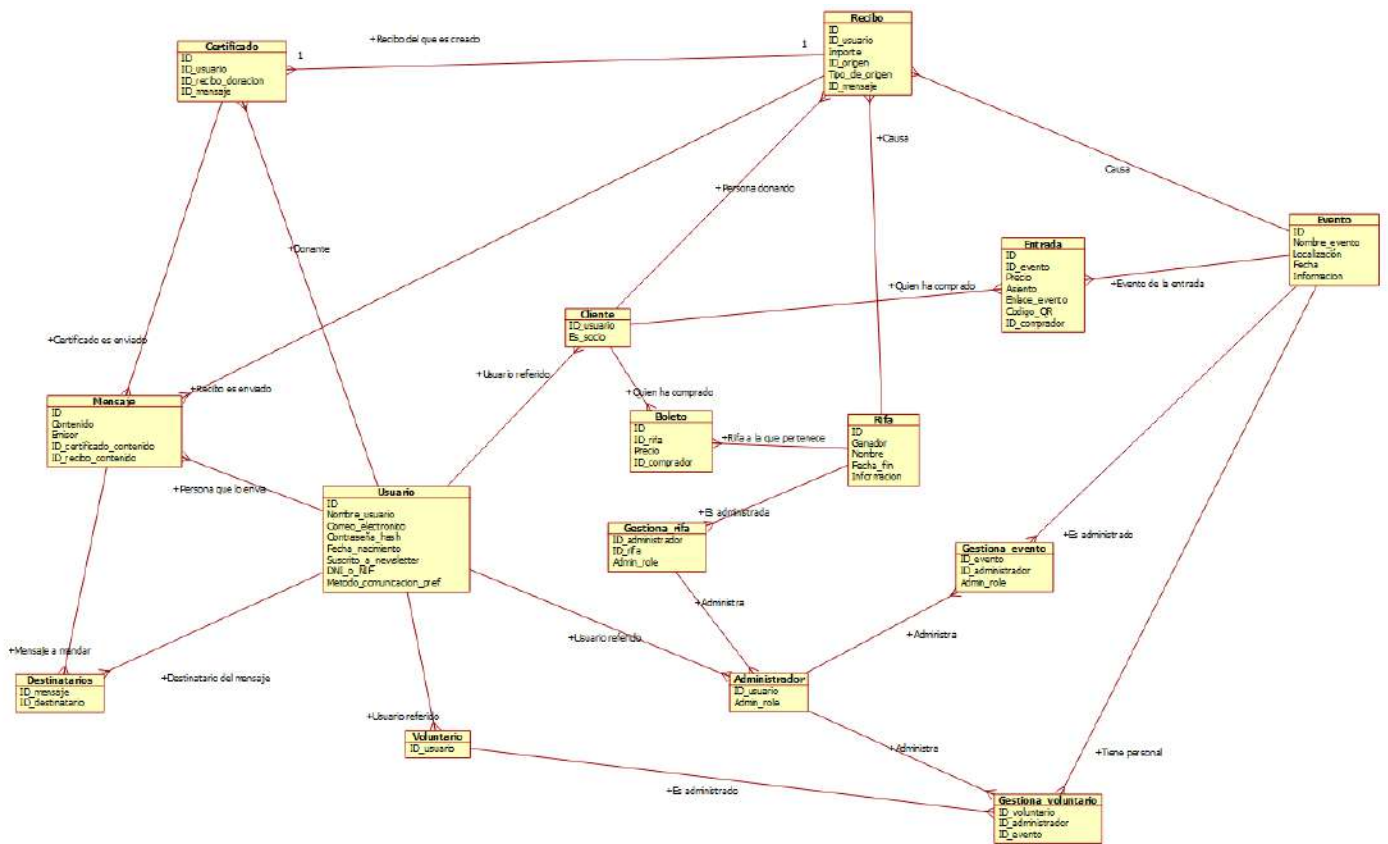 Recibo
ID
ID_usuario
Importe
ID_origen
Tipo_de_origen
ID_mensaje
+Recibo del que es creado
1
1
Certificado
ID
ID_usuario
ID_recibo_donacion
ID_mensaje
+Causa
Causa
+Persona donando
+Donante
Evento
ID
Nombre_evento
Localización
Fecha
Informacion
Entrada
ID
ID_evento
Precio
Asiento
Enlace_evento
Codigo_QR
ID_comprador
+Evento de la entrada
+Quien ha comprado
Cliente
ID_usuario
Es_socio
+Certificado es enviado
+Usuario referido
+Recibo es enviado
+Quien ha comprado
Mensaje
ID
Contenido
Emisor
ID_certificado_contenido
ID_recibo_contenido
Boleto
ID
ID_rifa
Precio
ID_comprador
+Rifa a la que pertenece
Rifa
ID
Ganador
Nombre
Fecha_fin
Informacion
+Persona que lo envia
Usuario
ID
Nombre_usuario
Correo_electronico
Contraseña_hash
Fecha_nacimiento
Suscrito_a_newsletter
DNI_o_NIF
Metodo_comunicacion_pref
+Es administrada
Gestiona_rifa
ID_administrador
ID_rifa
Admin_role
+Es administrado
Gestiona_evento
ID_evento
ID_administrador
Admin_role
+Administra
+Usuario referido
+Administra
+Mensaje a mandar
+Destinatario del mensaje
Destinatarios
ID_mensaje
ID_destinatario
Administrador
ID_usuario
Admin_role
+Usuario referido
Voluntario
ID_usuario
+Administra
+Tiene personal
+Es administrado
Gestiona_voluntario
ID_voluntario
ID_administrador
ID_evento